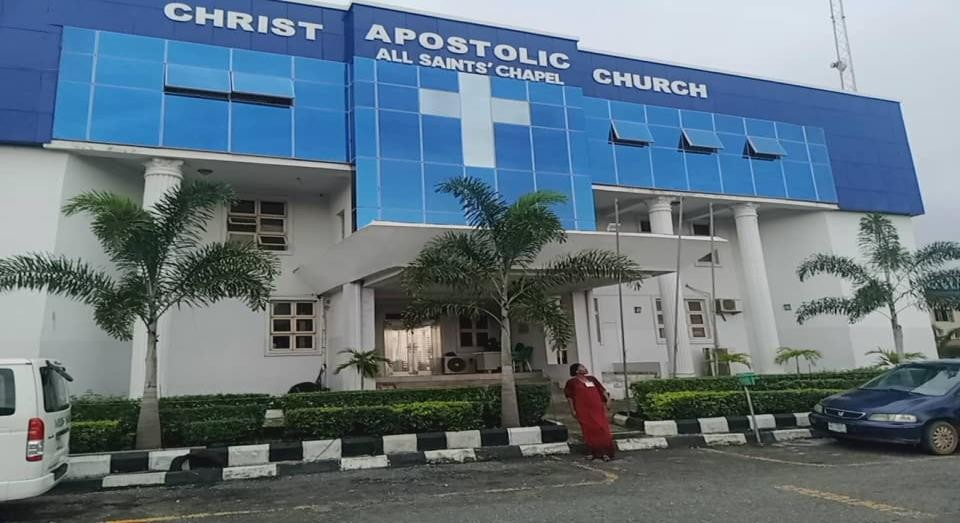 CHRIST APOSTOLIC CHURCH
ALL SAINTS' CHAPEL